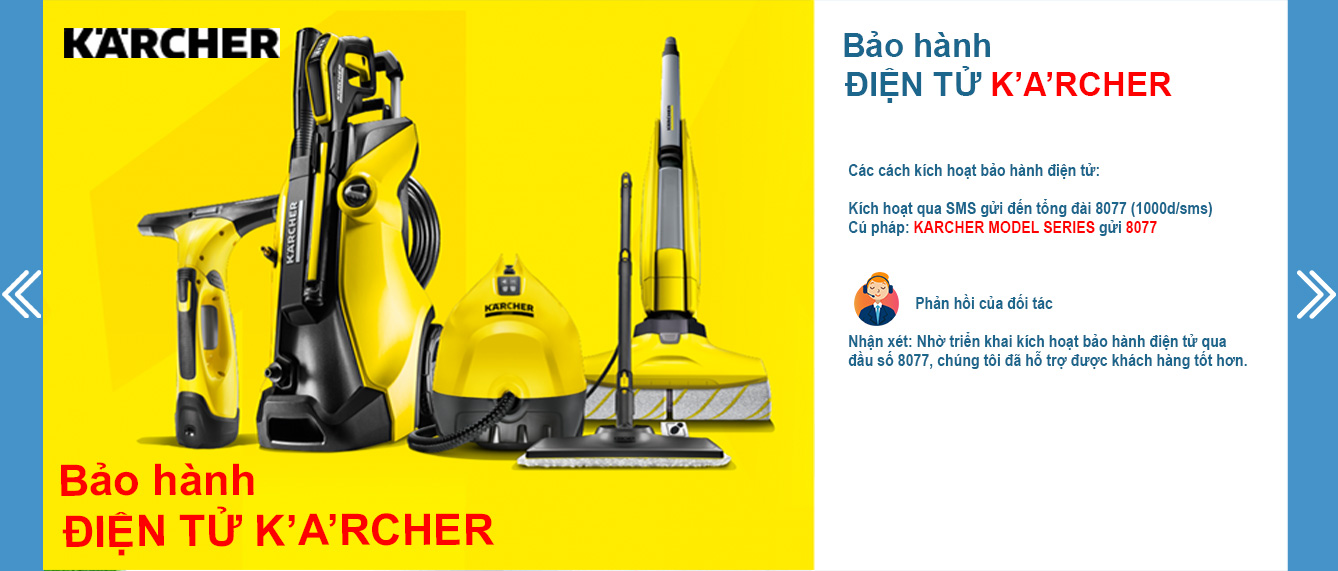 KÄRCHER
KÄRCHER
KÄRCHER
Bảo hành
ĐIỆN TỬ K’A’RCHER
Bảo hành
ĐIỆN TỬ K’A’RCHER
Các cách kích hoạt bảo hành điện tử:
Kích hoạt qua SMS gửi đến tổng đài 8077 (1000d/sms)
Cú pháp: KARCHER MODEL SERIES gửi 8077
Phản hồi của đối tác
Nhận xét: Nhờ triển khai kích hoạt bảo hành điện tử qua
đầu số 8077, chúng tôi đã hỗ trợ được khách hàng tốt hơn.